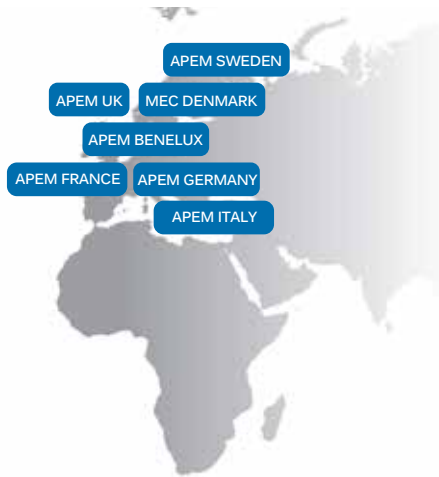 APEM SWEDEN
APEM UK
MEC DENMARK
APEM BENELUX
APEM FRANCE
APEM GERMANY
APEM ITALY